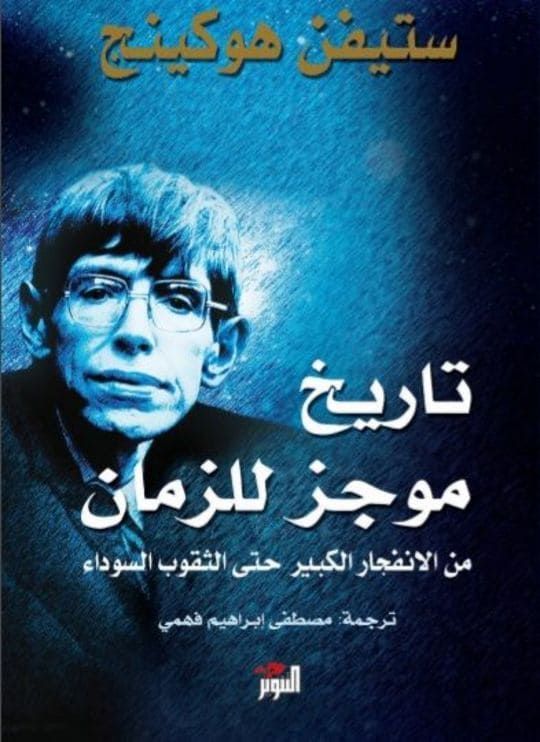 ستيفن هوكينج
تاريخ
موجز للزمان
من الانفجار الكبير حتى الثقوب السوداء
ترجمة: مصطفى إبراهيم فهمي
التنوير